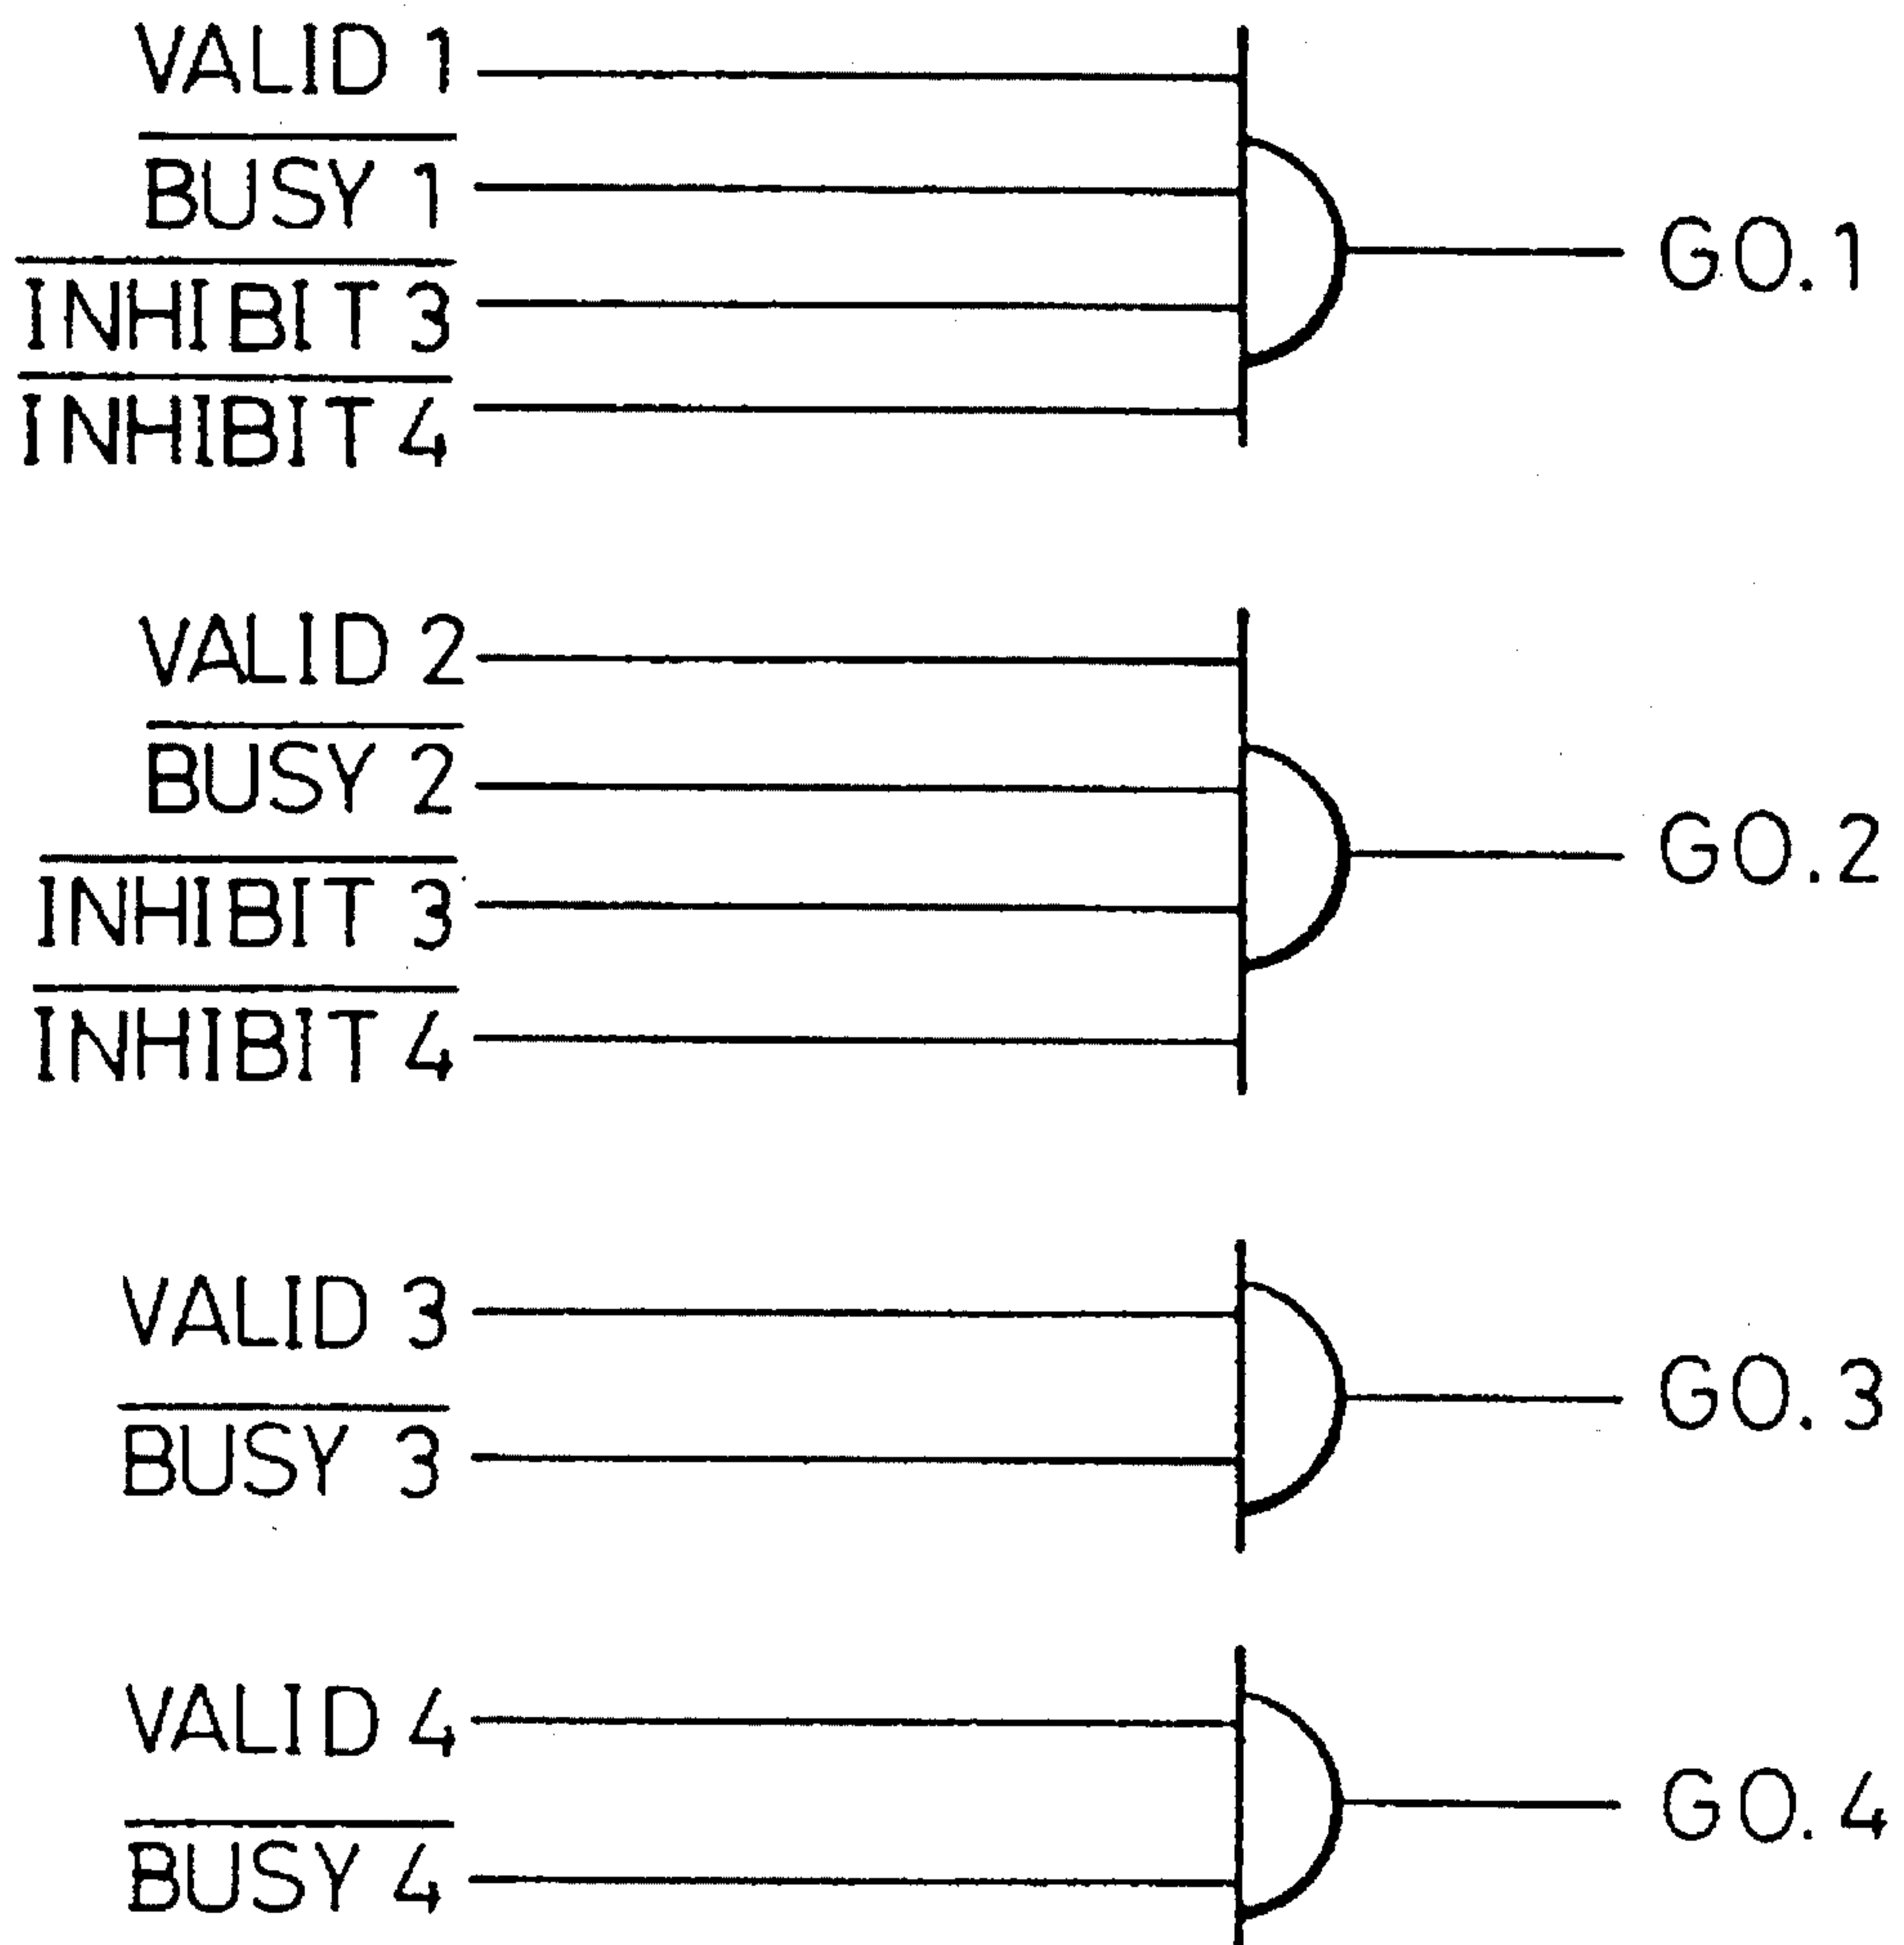 VALID 1
BUSY 1
GO.1
INHIBIT 3
INHIBIT 4
VALID 2
BUSY 2
GO.2
INHIBIT 3
INHIBIT 4
VALID 3
GO.3
BUSY 3
VALID 4
GO.4
BUSY 4